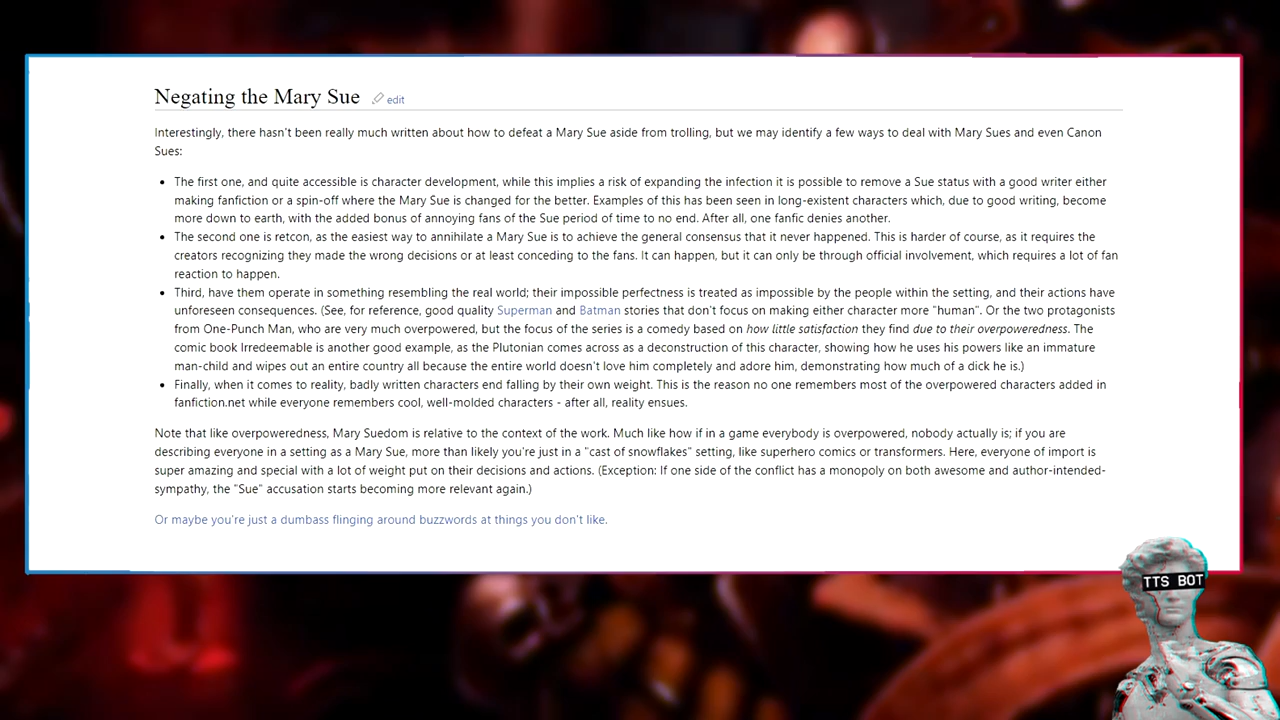 Negating the Mary Sue edit
Interestingly, there hasn't been really much written about how to defeat a Mary Sue aside from trolling, but we may identify a few ways to deal with Mary Sues and even Canon
Sues:
• The first one, and quite accessible is character development, while this implies a risk of expanding the infection it is possible to remove a Sue status with a good writer either
making fanfiction or a spin-off where the Mary Sue is changed for the better. Examples of this has been seen in long-existent characters which, due to good writing, become
more down to earth, with the added bonus of annoying fans of the Sue period of time to no end. After all, one fanfic denies another.
• The second one is retcon, as the easiest way to annihilate a Mary Sue is to achieve the general consensus that it never happened. This is harder of course, as it requires the
creators recognizing they made the wrong decisions or at least conceding to the fans. It can happen, but it can only be through official involvement, which requires a lot of fan
reaction to happen.
• Third, have them operate in something resembling the real world; their impossible perfectness is treated as impossible by the people within the setting, and their actions have
unforeseen consequences. (See, for reference, good quality Superman and Batman stories that don't focus on making either character more "human". Or the two protagonists
from One-Punch Man, who are very much overpowered, but the focus of the series is a comedy based on how little satisfaction they find due to their overpoweredness. The
comic book Irredeemable is another good example, as the Plutonian comes across as a deconstruction of this character, showing how he uses his powers like an immature
man-child and wipes out an entire country all because the entire world doesn't love him completely and adore him, demonstrating how much of a dick he is.)
• Finally, when it comes to reality, badly written characters end falling by their own weight. This is the reason no one remembers most of the overpowered characters added in
fanfiction.net while everyone remembers cool, well-molded characters - after all, reality ensues.
Note that like overpoweredness, Mary Suedom is relative to the context of the work. Much like how if in a game everybody is overpowered, nobody actually is; if you are
describing everyone in a setting as a Mary Sue, more than likely you're just in a "cast of snowflakes" setting, like superhero comics or transformers. Here, everyone of import is
super amazing and special with a lot of weight put on their decisions and actions. (Exception: If one side of the conflict has a monopoly on both awesome and author-intended-
sympathy, the "Sue" accusation starts becoming more relevant again.)
Or maybe you're just a dumbass flinging around buzzwords at things you don't like.
TTS BOT